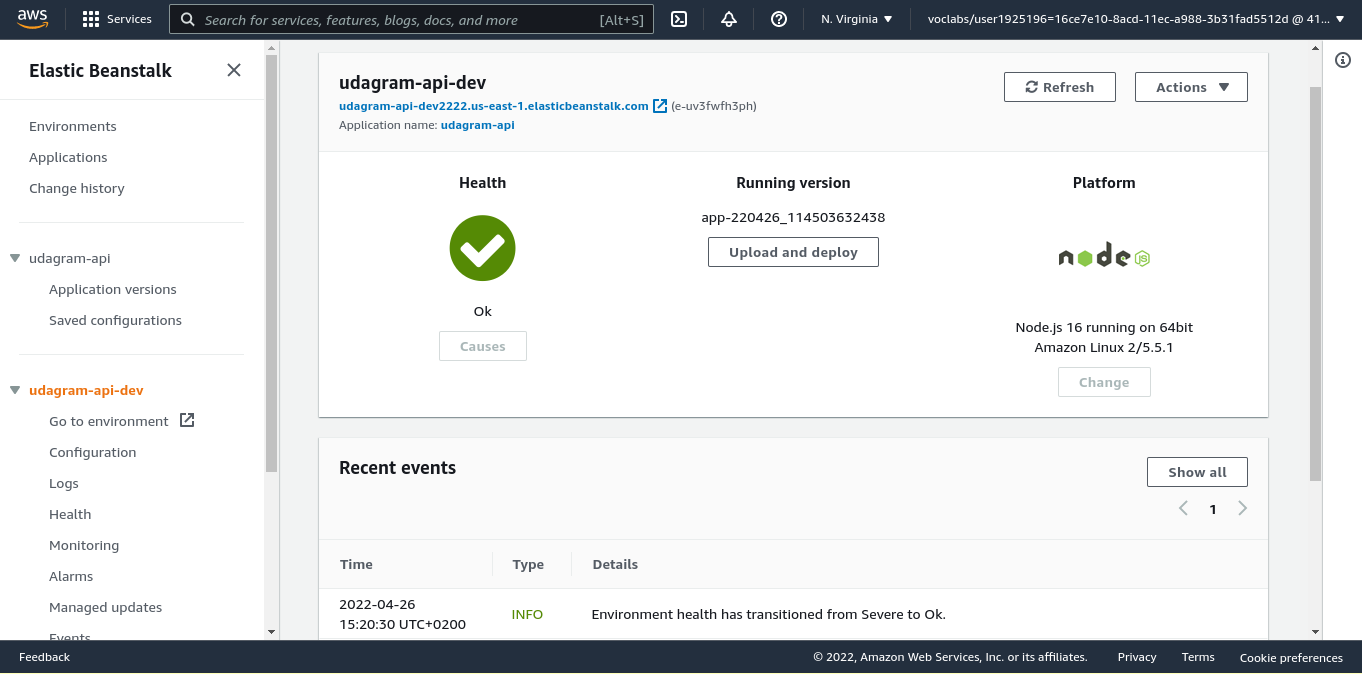 aws
Services
Search for services, features, blogs, docs, and more
[Alt+S]
N. Virginia
voclabs/user1925196=16ce7e10-8acd-11ec-a988-3b31fad5512d @ 41...
Elastic Beanstalk
Environments
Applications
Change history
udagram-api
Application versions
Saved configurations
udagram-api-dev
Go to environment
Configuration
Logs
Health
Monitoring
Alarms
Managed updates
Events
udagram-api-dev
udagram-api-dev2222.us-east-1.elasticbeanstalk.com (e-uv3fwfh3ph)
Application name: udagram-api
Refresh
Actions
Health
Ok
Causes
Running version
app-220426_114503632438
Upload and deploy
Platform
node JS
Node.js 16 running on 64bit
Amazon Linux 2/5.5.1
Change
Recent events
Show all
1
Time
Type
Details
2022-04-26
15:20:30 UTC+0200
INFO
Environment health has transitioned from Severe to Ok.
Feedback
© 2022, Amazon Web Services, Inc. or its affiliates.
Privacy
Terms
Cookie preferences